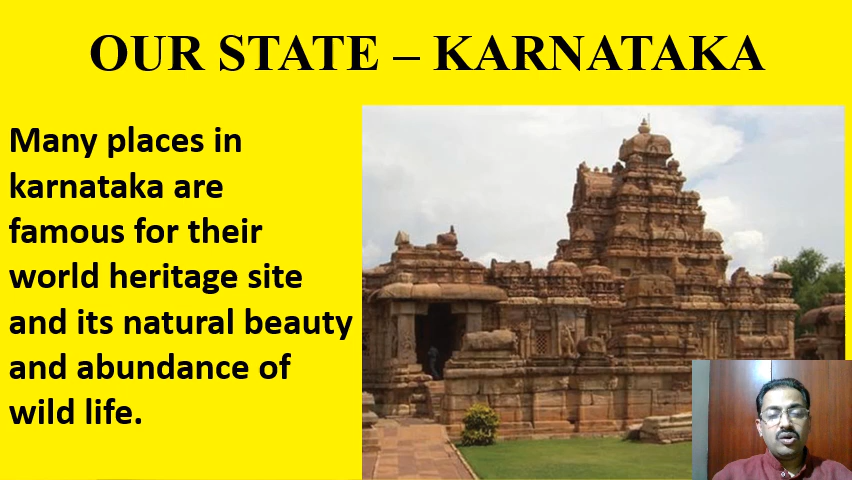 OUR STATE – KARNATAKA
Many places in
karnataka are
famous for their
world heritage site
and its natural beauty
and abundance of
wild life.